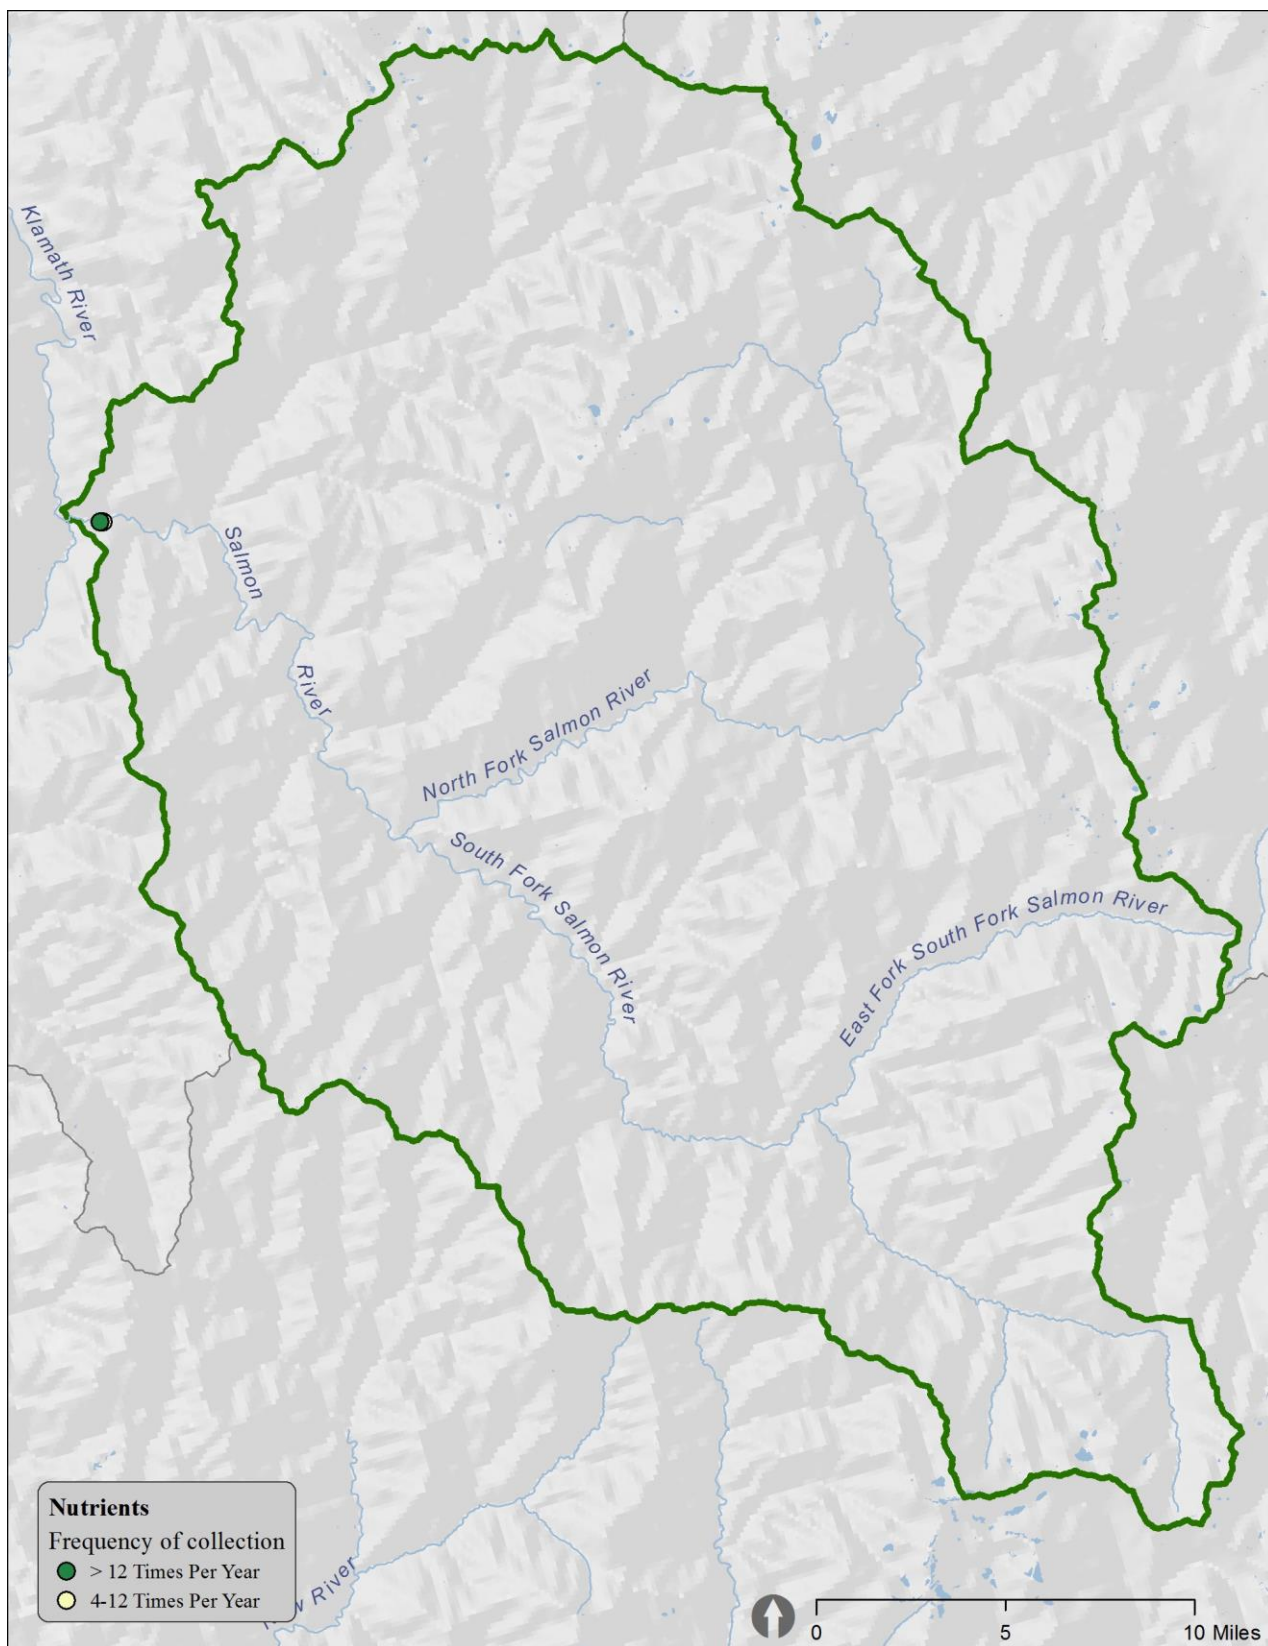 Klamath River
Salmon
River
North Fork Salmon River
South Fork Salmon River
East Fork South Fork Salmon River
Nutrients
Frequency of collection
> 12 Times Per Year
4-12 Times Per Year
River
0 5 10 Miles